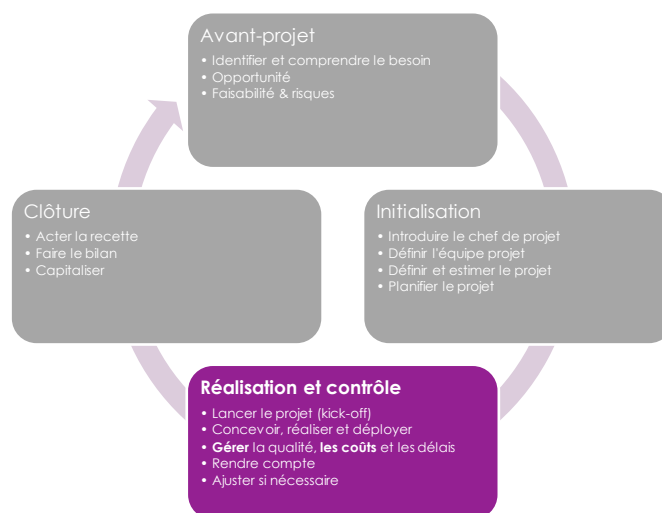 Avant-projet
• Identifier et comprendre le besoin
• Opportunité
• Faisabilité & risques
Clôture
• Acter la recette
• Faire le bilan
• Capitaliser
Initialisation
• Introduire le chef de projet
• Définir l'équipe projet
• Définir et estimer le projet
• Planifier le projet
Réalisation et contrôle
• Lancer le projet (kick-off)
• Concevoir, réaliser et déployer
• Gérer la qualité, les coûts et les délais
• Rendre compte
• Ajuster si nécessaire